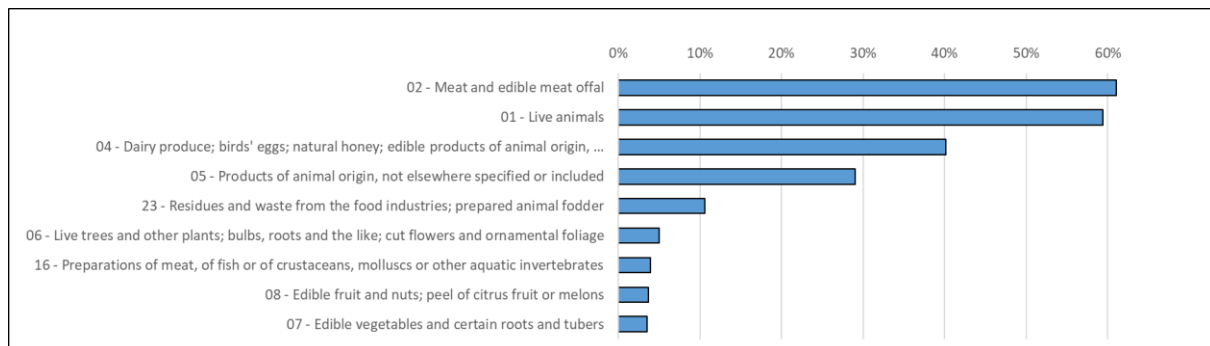 0% 10% 20% 30% 40% 50% 60%
02 - Meat and edible meat offal
01 - Live animals
04 - Dairy produce; birds' eggs; natural honey; edible products of animal origin, ...
05 - Products of animal origin, not elsewhere specified or included
23 - Residues and waste from the food industries; prepared animal fodder
06 - Live trees and other plants; bulbs, roots and the like; cut flowers and ornamental foliage
16 - Preparations of meat, of fish or of crustaceans, molluscs or other aquatic invertebrates
08 - Edible fruit and nuts; peel of citrus fruit or melons
07 - Edible vegetables and certain roots and tubers